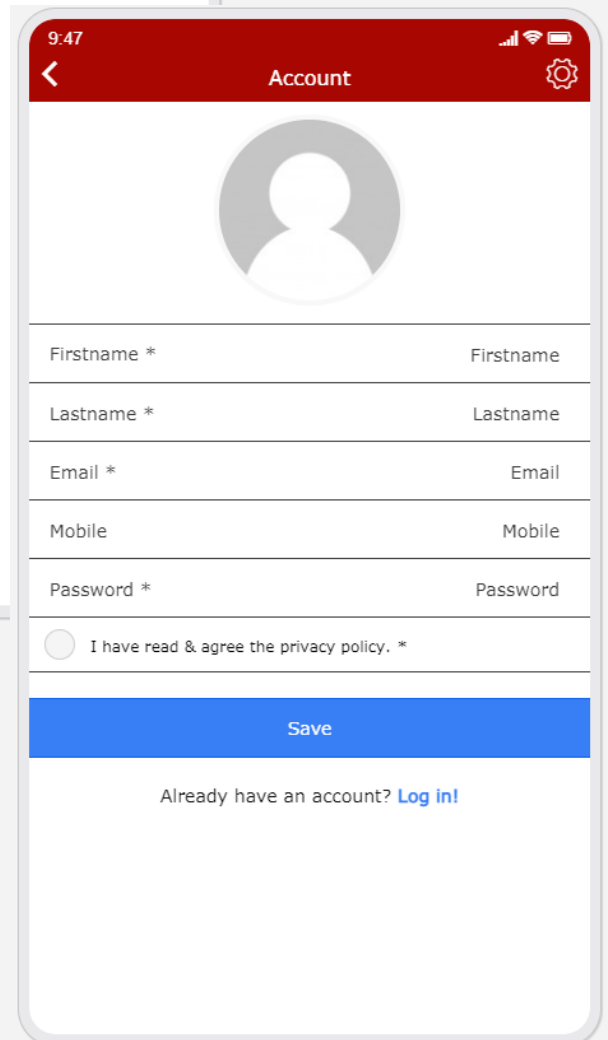 9:47
Account
Firstname * Firstname
Lastname * Lastname
Email * Email
Mobile Mobile
Password * Password
I have read & agree the privacy policy. *
Save
Already have an account? Log in!